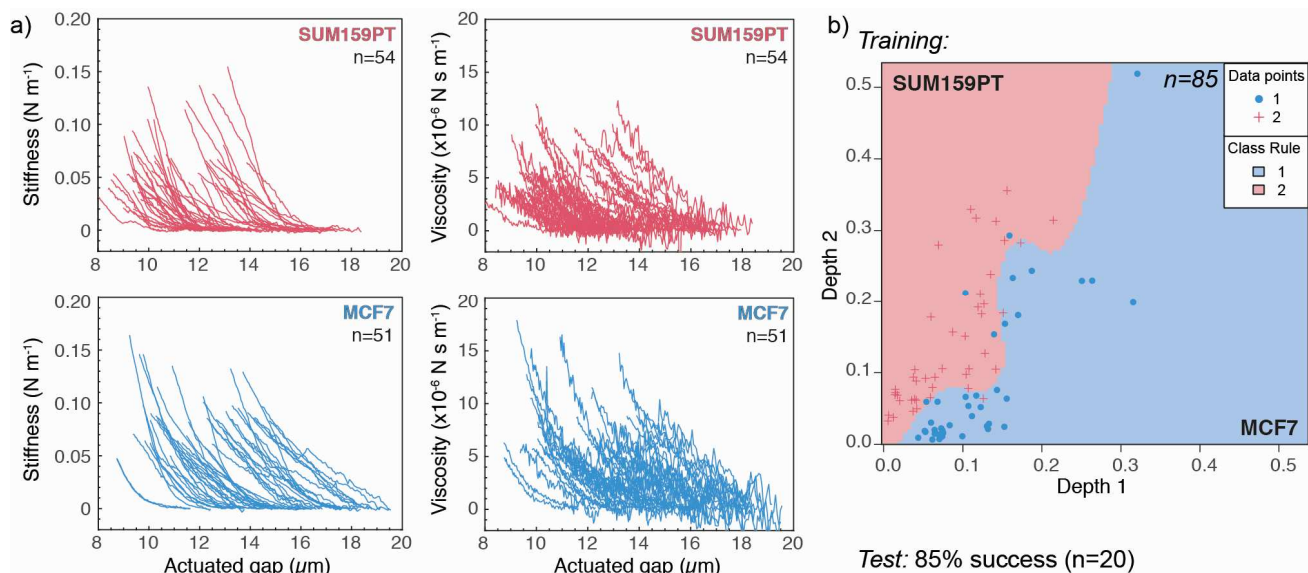 a)
0.20
0.15
0.10
0.05
0
Stiffness (N m⁻¹)
SUM159PT
n=54
8 10 12 14 16 18 20
20
15
10
5
0
Viscosity (x10⁻⁶ N s m⁻¹)
SUM159PT
n=54
8 10 12 14 16 18 20
0.20
0.15
0.10
0.05
0
Stiffness (N m⁻¹)
MCF7
n=51
8 10 12 14 16 18 20
Actuated gap (μm)
20
15
10
5
0
Viscosity (x10⁻⁶ N s m⁻¹)
MCF7
n=51
8 10 12 14 16 18 20
Actuated gap (μm)
b)
Training:
SUM159PT
n=85
Data points
1
2
Class Rule
1
2
0.5
0.4
0.3
0.2
0.1
0.0
Depth 2
MCF7
0.0 0.1 0.2 0.3 0.4 0.5
Depth 1
Test: 85% success (n=20)